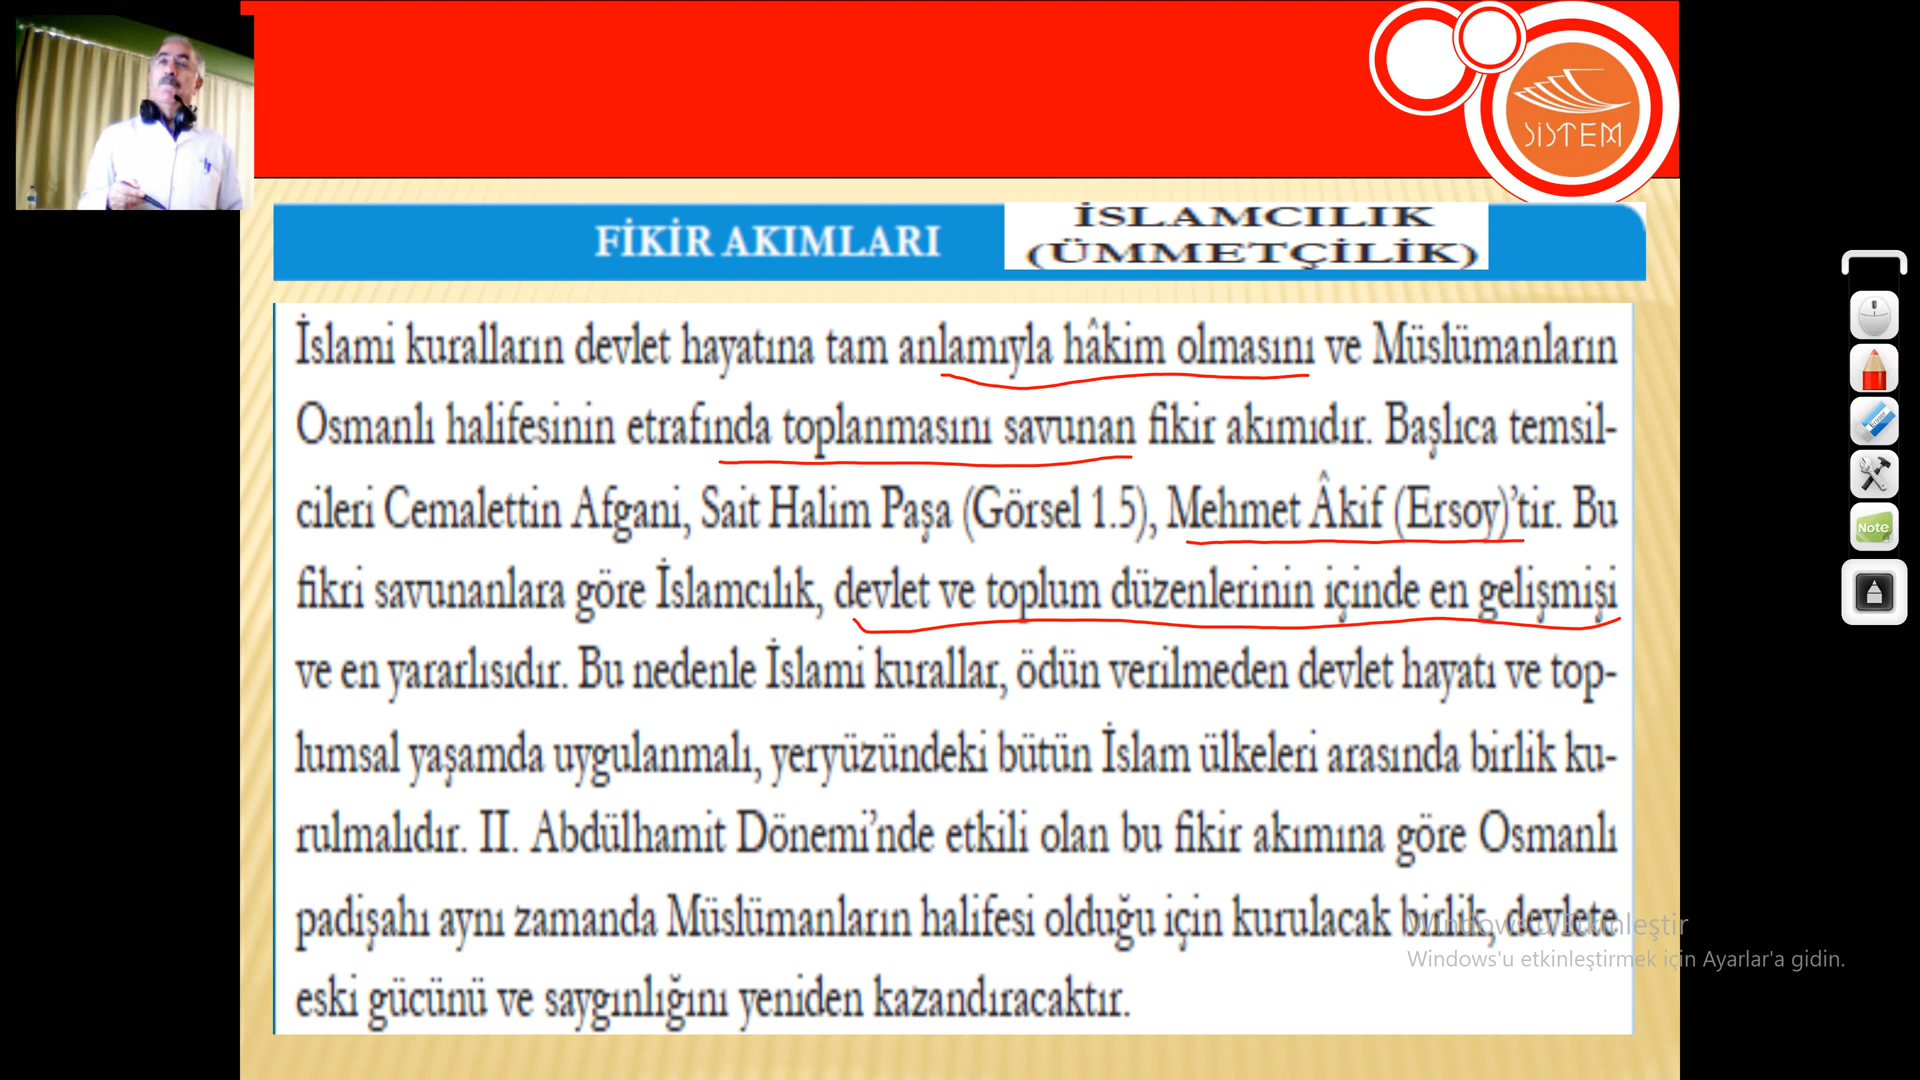 SİSTEM
FİKİR AKIMLARI
İSLAMCILIK
(ÜMMETÇİLİK)
İslami kuralların devlet hayatına tam anlamıyla hâkim olmasını ve Müslümanların
Osmanlı halifesinin etrafında toplanmasını savunan fikir akımıdır. Başlıca temsil-
cileri Cemalettin Afgani, Sait Halim Paşa (Görsel 1.5), Mehmet Âkif (Ersoy)’tir. Bu
fikri savunanlara göre İslamcılık, devlet ve toplum düzenlerinin içinde en gelişmişi
ve en yararlısıdır. Bu nedenle İslami kurallar, ödün verilmeden devlet hayatı ve top-
lumsal yaşamda uygulanmalı, yeryüzündeki bütün İslam ülkeleri arasında birlik ku-
rulmalıdır. II. Abdülhamit Dönemi’nde etkili olan bu fikir akımına göre Osmanlı
padişahı aynı zamanda Müslümanların halifesi olduğu için kurulacak birlik, devlete
eski gücünü ve saygınlığını yeniden kazandıracaktır.
Windows'u Etkinleştir
Windows'u etkinleştirmek için Ayarlar'a gidin.
Note